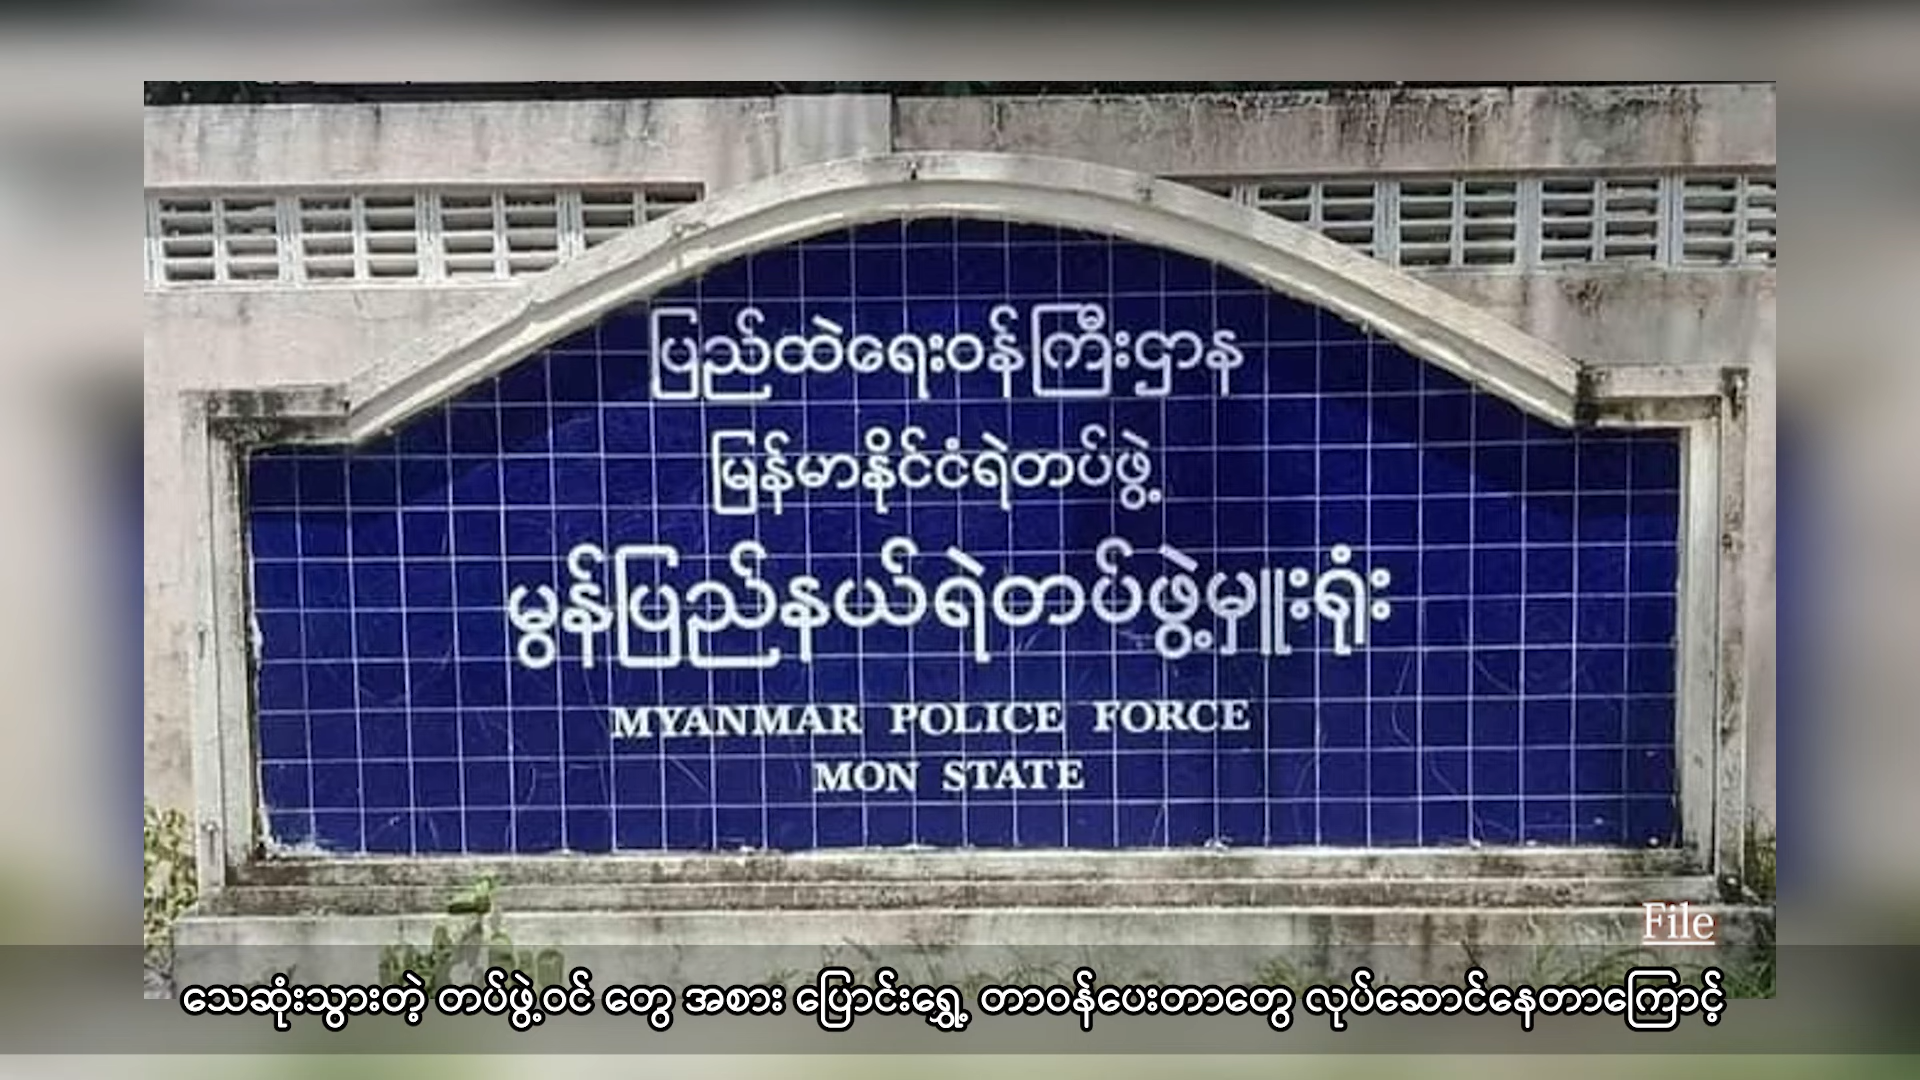 ပြည်ထဲရေးဝန်ကြီးဌာန
မြန်မာနိုင်ငံရဲတပ်ဖွဲ့
မွန်ပြည်နယ်ရဲတပ်ဖွဲ့မှူးရုံး
MYANMAR POLICE FORCE
MON STATE
File
သေဆုံးသွားတဲ့ တပ်ဖွဲ့ဝင် တွေ အစား ပြောင်းရွှေ့ တာဝန်ပေးတာတွေ လုပ်ဆောင်နေတာကြောင့်